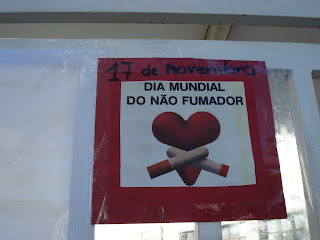 17 de novembro
DIA MUNDIAL
DO NÃO FUMADOR